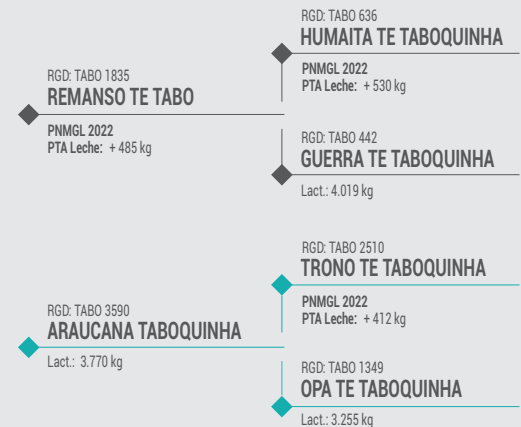 RGD: TABO 636
HUMAITA TE TABOQUINHA
PNMGL 2022
PTA Leche: + 530 kg
RGD: TABO 1835
REMANSO TE TABO
PNMGL 2022
PTA Leche: + 485 kg
RGD: TABO 442
GUERRA TE TABOQUINHA
Lact.: 4.019 kg
RGD: TABO 2510
TRONO TE TABOQUINHA
PNMGL 2022
PTA Leche: + 412 kg
RGD: TABO 3590
ARAUCANA TABOQUINHA
Lact.: 3.770 kg
RGD: TABO 1349
OPA TE TABOQUINHA
Lact.: 3.255 kg